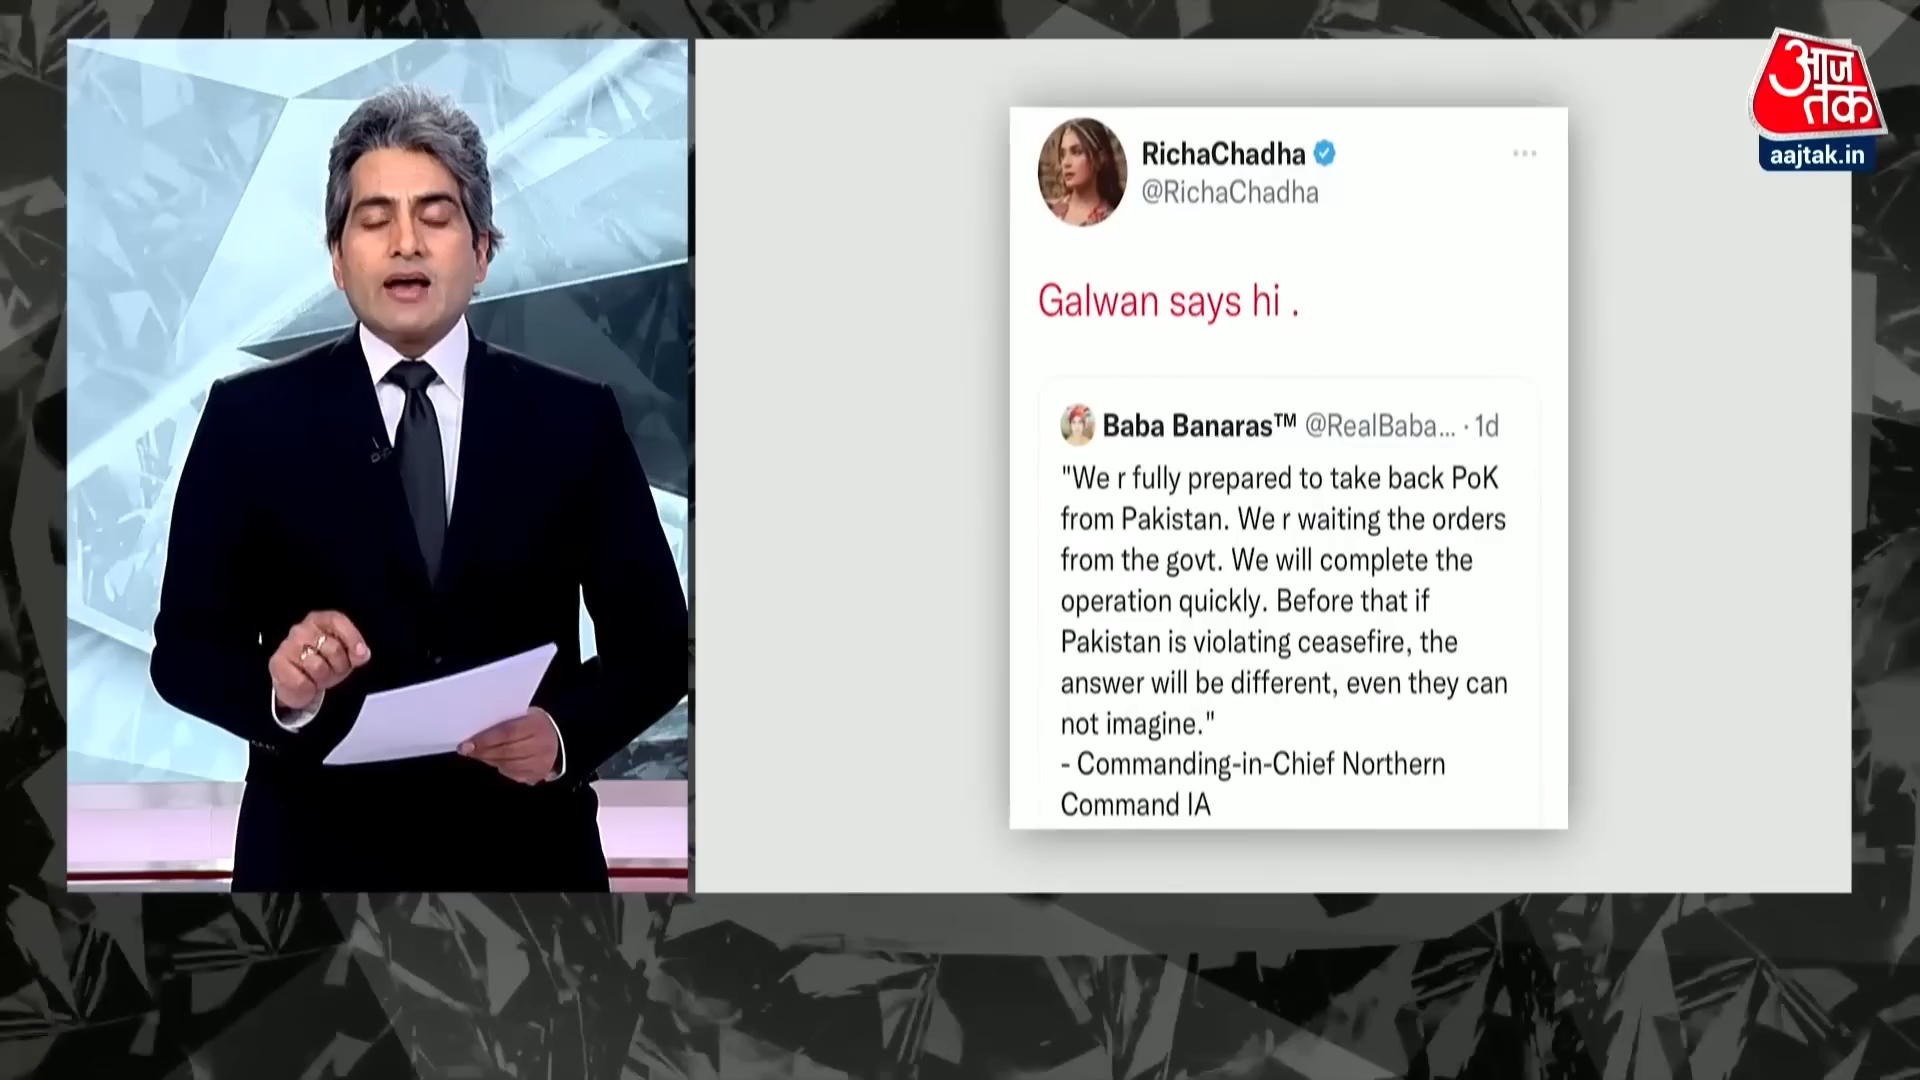 आज
तक
aajtak.in
RichaChadha
@RichaChadha
Galwan says hi .
Baba Banaras™ @RealBaba... · 1d
"We r fully prepared to take back PoK
from Pakistan. We r waiting the orders
from the govt. We will complete the
operation quickly. Before that if
Pakistan is violating ceasefire, the
answer will be different, even they can
not imagine."
- Commanding-in-Chief Northern
Command IA